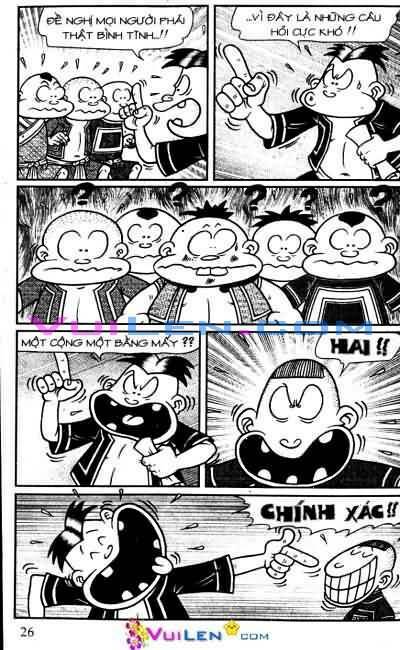 ĐỀ NGHỊ MỌI NGƯỜI PHẢI
THẬT BÌNH TĨNH..!!
...VÌ ĐÂY LÀ NHỮNG CÂU
HỎI CỰC KHÓ !!
? ? ? ? ?
VuiLen.com
MỘT CỘNG MỘT BẰNG MẤY ??
HAI !!
CHÍNH XÁC!!
26
VuiLen.com